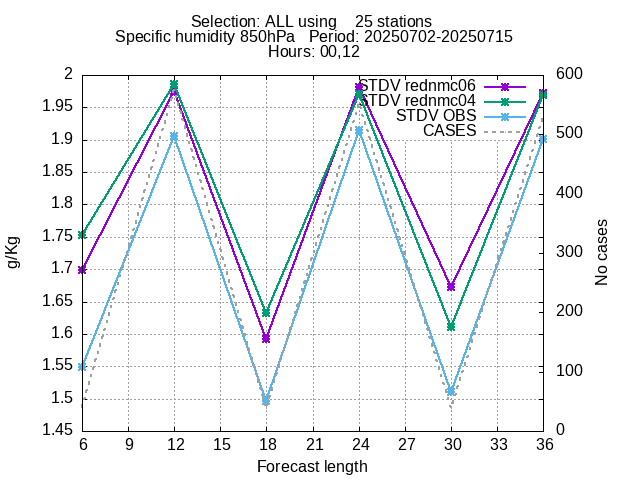 Selection: ALL using    25 stations
Specific humidity 850hPa   Period: 20250702-20250715
Hours: 00,12
STDV rednmc06
STDV rednmc04
STDV OBS
CASES
2
1.95
1.9
1.85
1.8
1.75
1.7
1.65
1.6
1.55
1.5
1.45
g/Kg
600
500
400
300
200
100
0
No cases
6 9 12 15 18 21 24 27 30 33 36
Forecast length